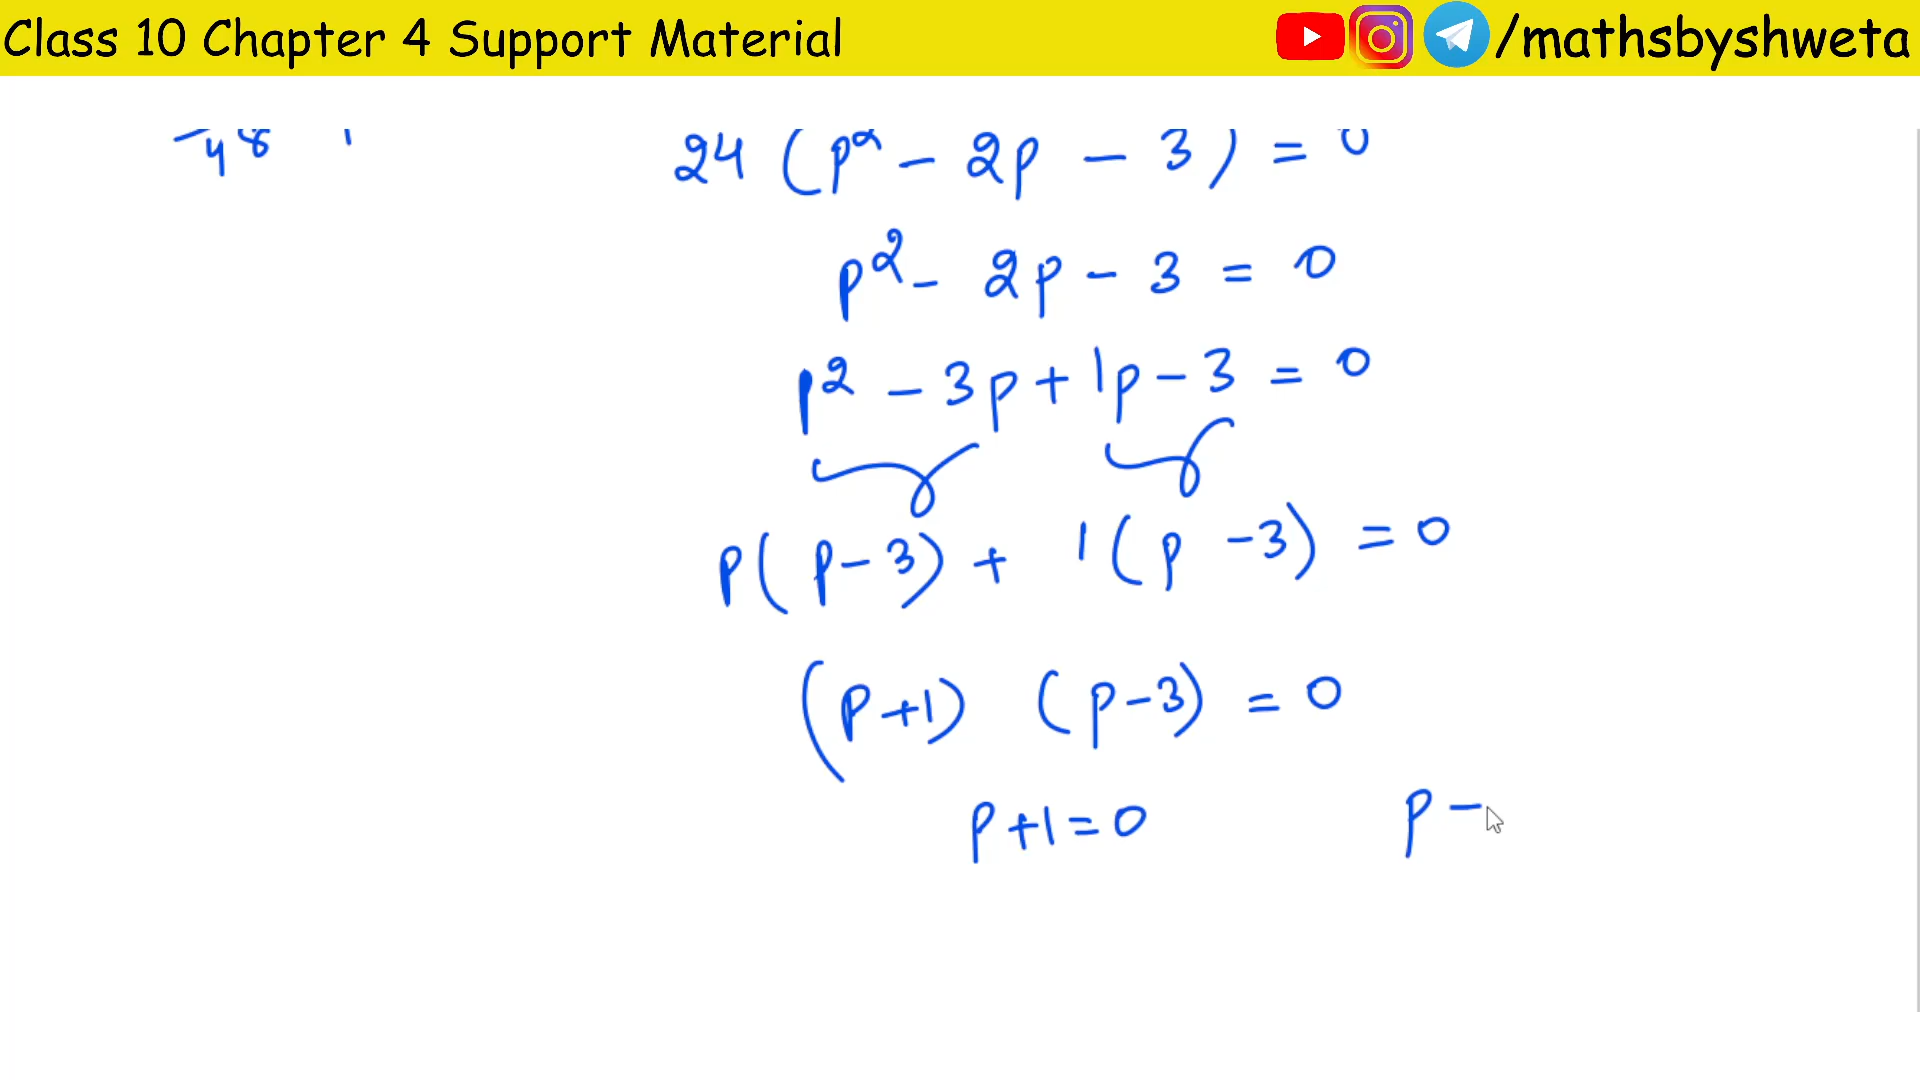 Class 10 Chapter 4 Support Material /mathsbyshweta
-48 24 (p² - 2p - 3) = 0
p² - 2p - 3 = 0
p² - 3p + 1p - 3 = 0
p(p-3) + 1(p -3) = 0
(p+1) (p-3) = 0
p+1=0 p -